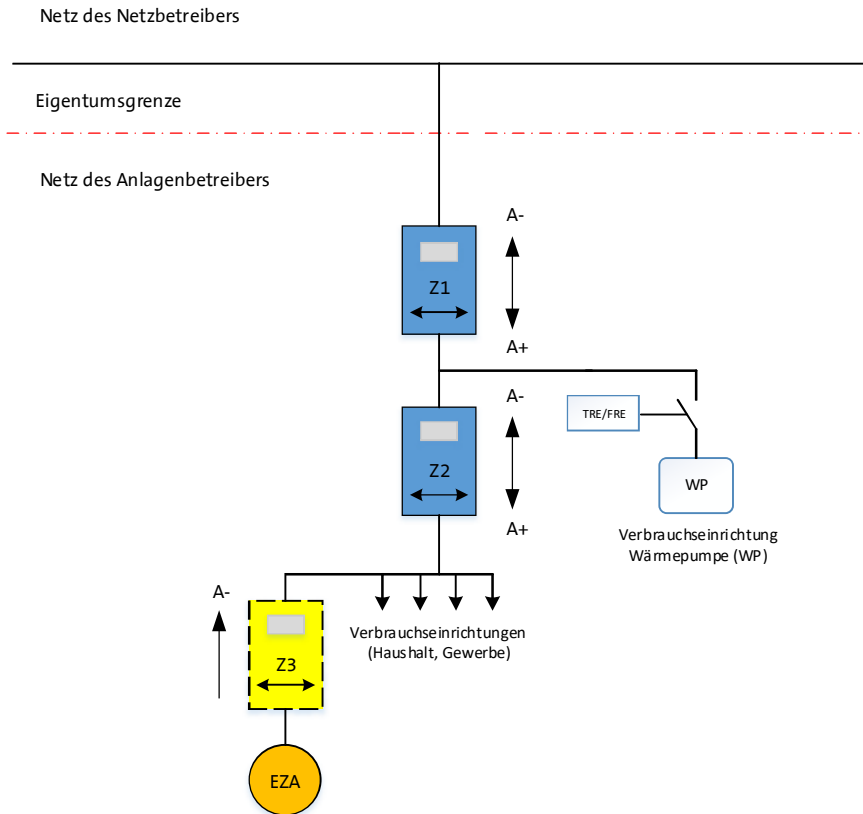 Netz des Netzbetreibers
Eigentumsgrenze
Netz des Anlagenbetreibers
A-
Z1
A+
A-
TRE/FRE
Z2
WP
A+
Verbrauchseinrichtung
Wärmepumpe (WP)
A-
Verbrauchseinrichtungen
(Haushalt, Gewerbe)
Z3
EZA